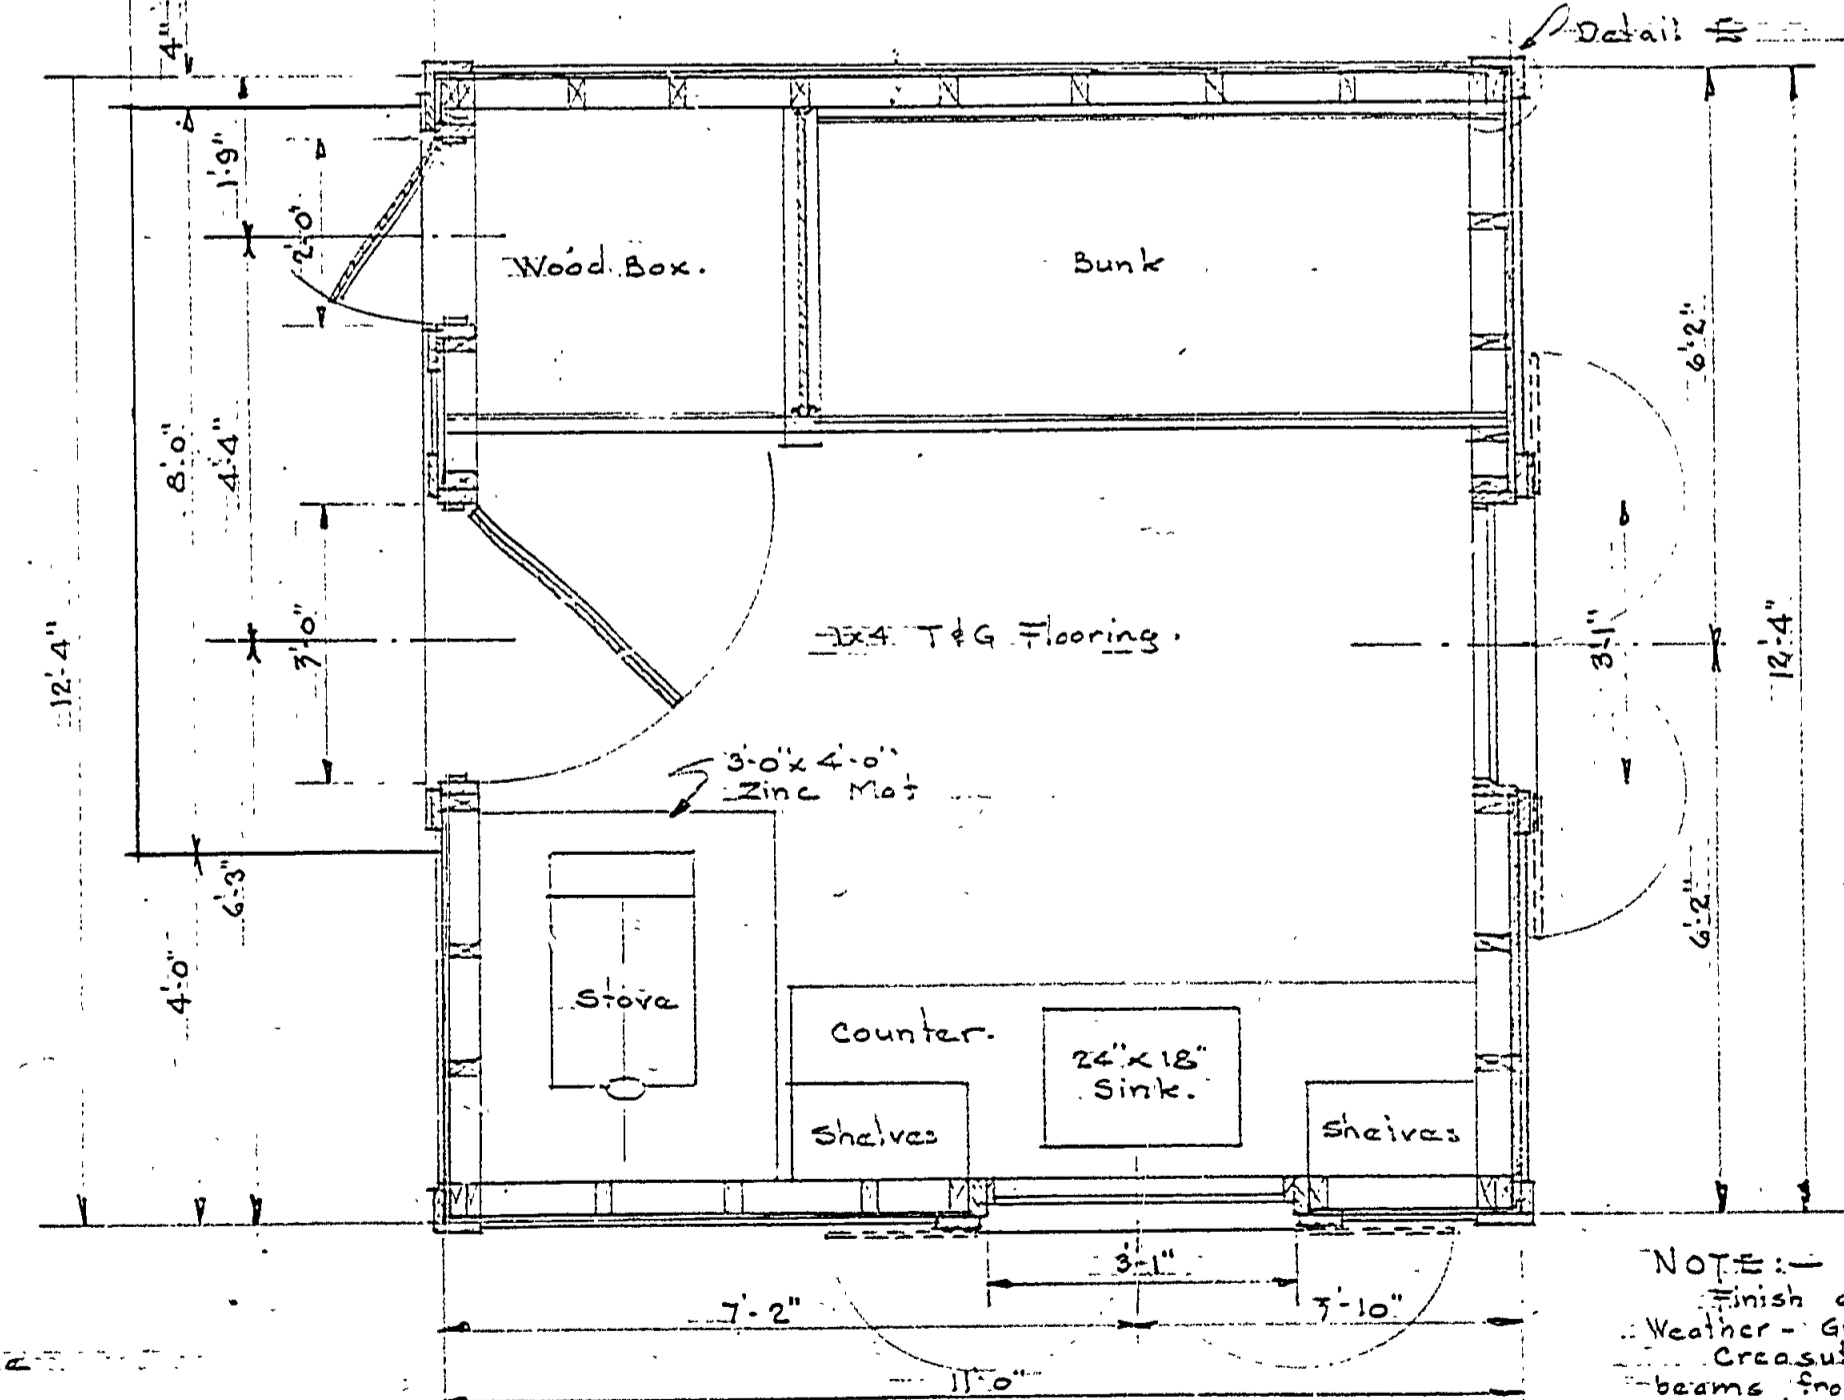 4"
Detail E
1'-9"
2'-0"
Wood Box.
Bunk
6'-2"
8'-0"
4'-4"
12'-4"
3'-0"
1x4 T&G Flooring.
3'-1"
12'-4"
3'-0" x 4'-0"
Zinc Mat
6'-3"
6'-2"
4'-0"
Stove
Counter.
24" x 18"
Sink.
Shelves
Shelves
3'-1"
7'-2"
3'-10"
11'-0"
NOTE:-
Finish
Weather -
beams